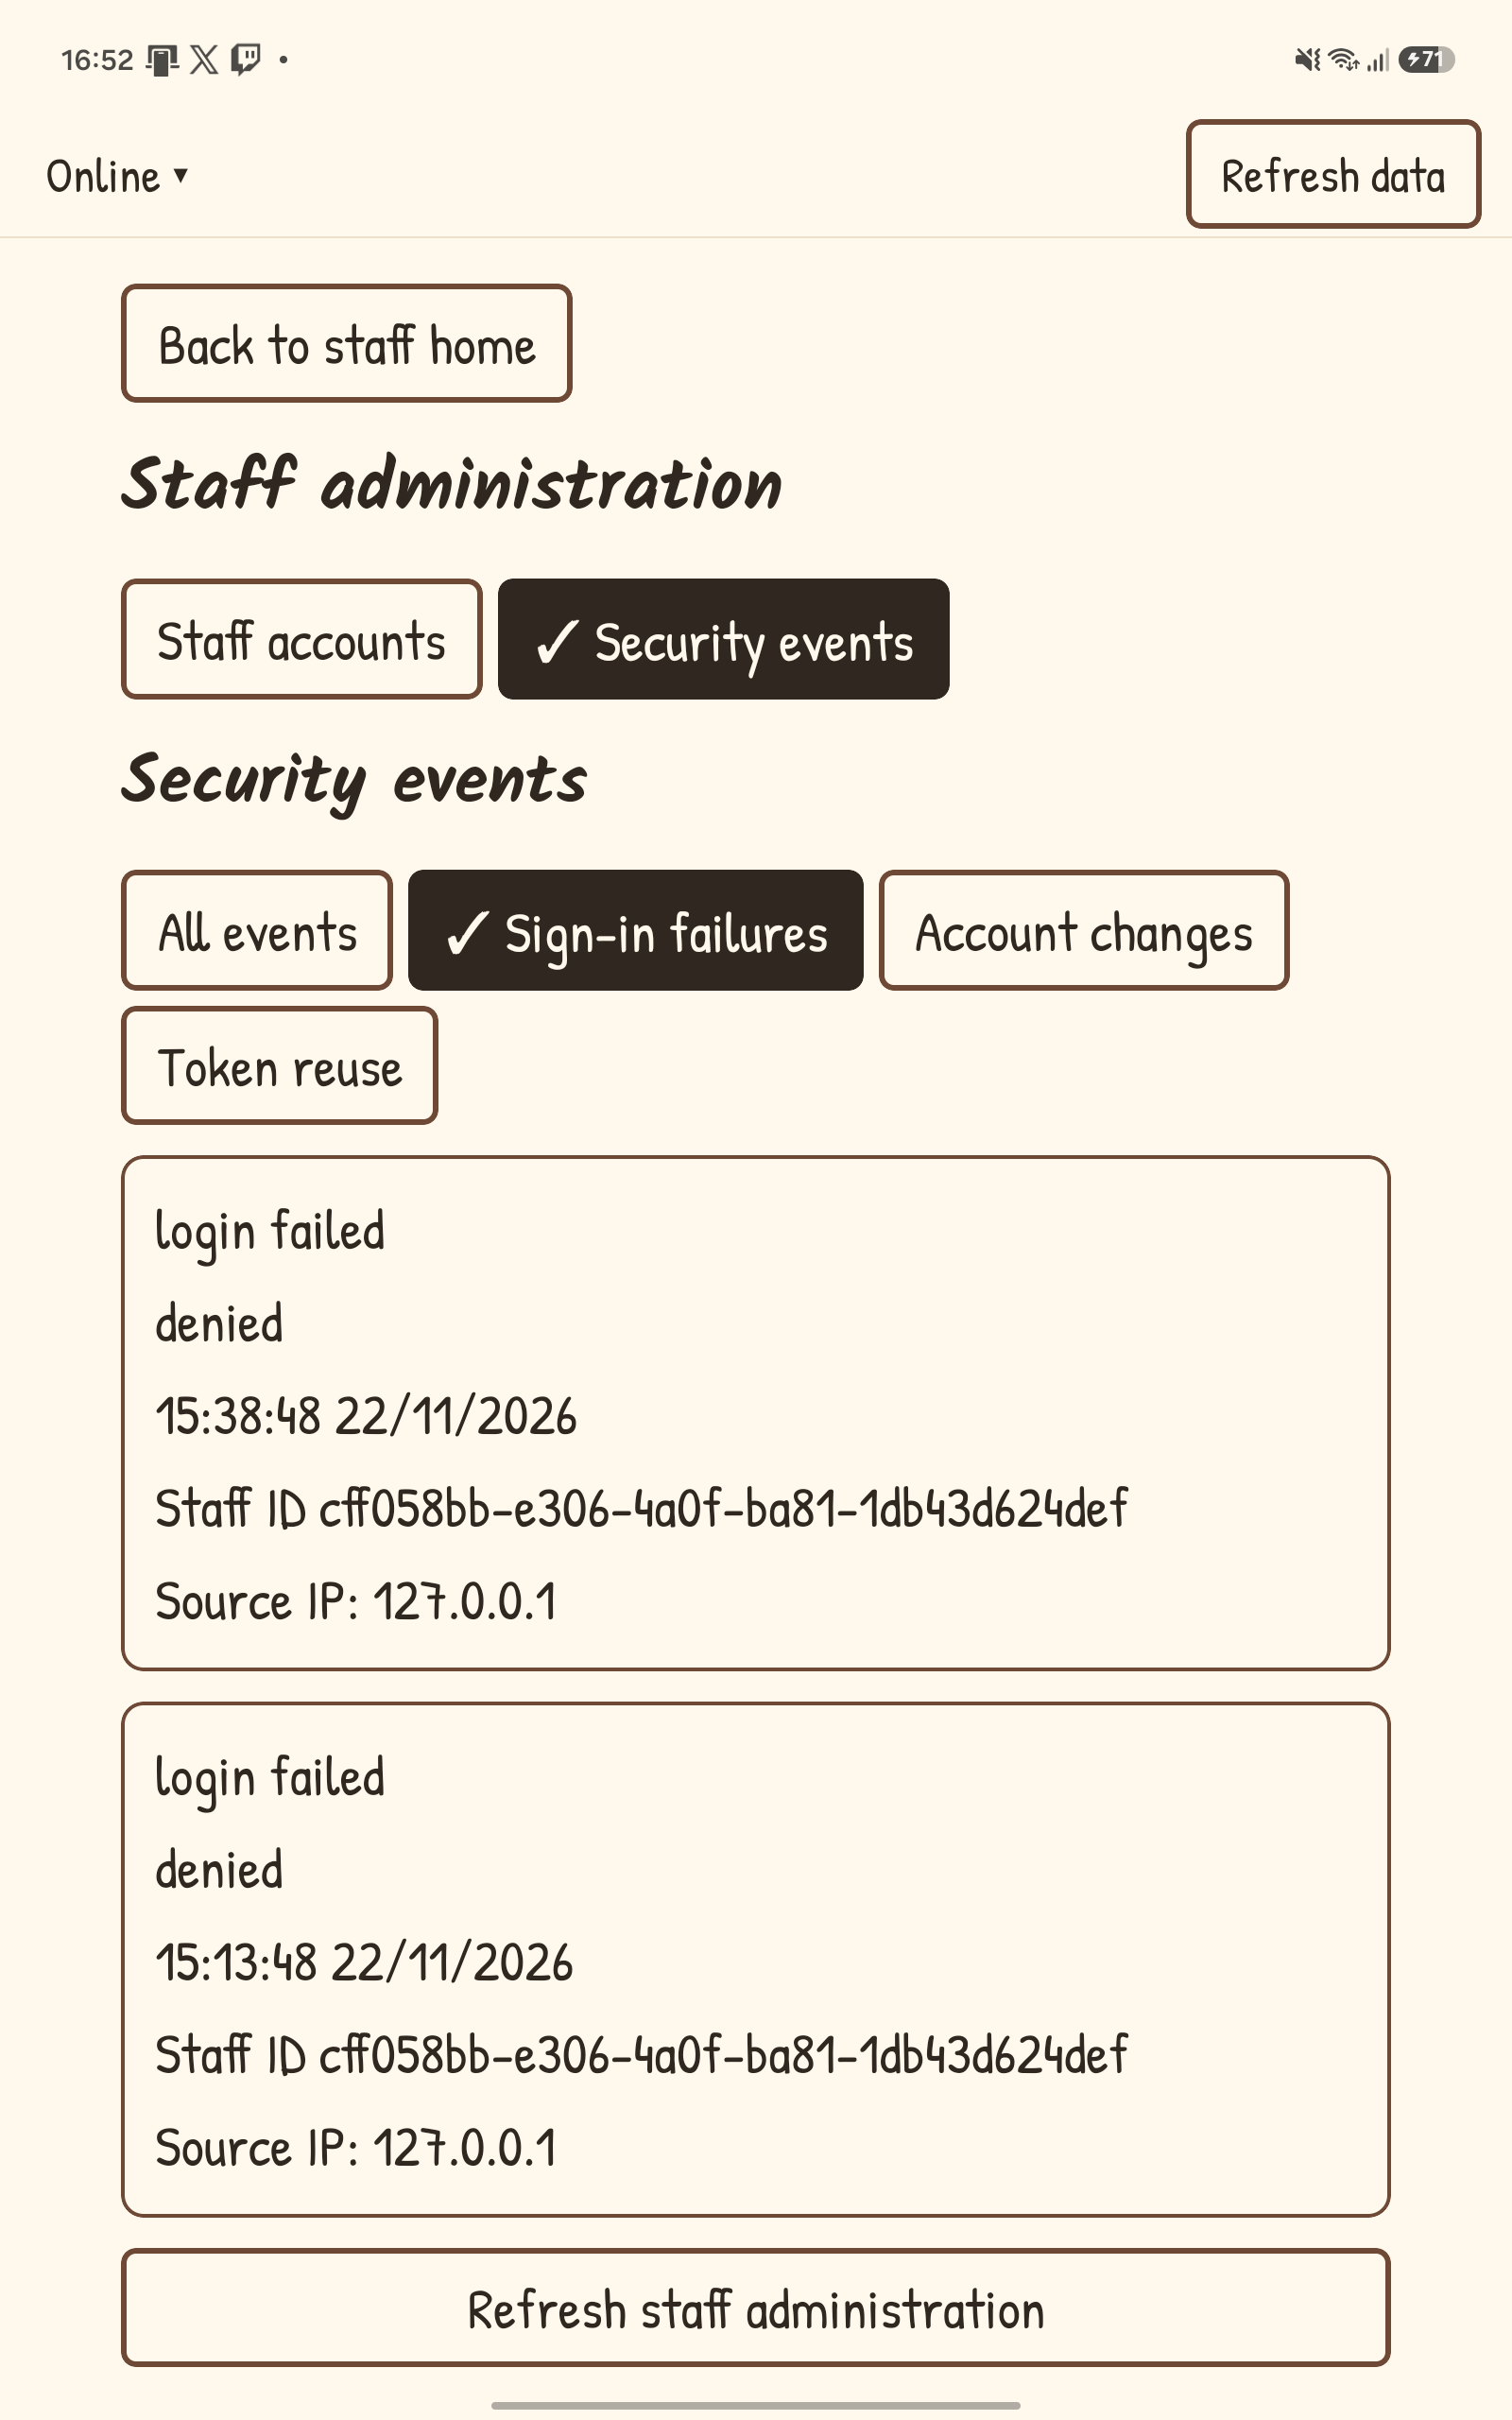 16:52
71
Online ▾
Refresh data
Back to staff home
Staff administration
Staff accounts
✓ Security events
Security events
All events
✓ Sign-in failures
Account changes
Token reuse
login failed
denied
15:38:48 22/11/2026
Staff ID cff058bb-e306-4a0f-ba81-1db43d624def
Source IP: 127.0.0.1
login failed
denied
15:13:48 22/11/2026
Staff ID cff058bb-e306-4a0f-ba81-1db43d624def
Source IP: 127.0.0.1
Refresh staff administration